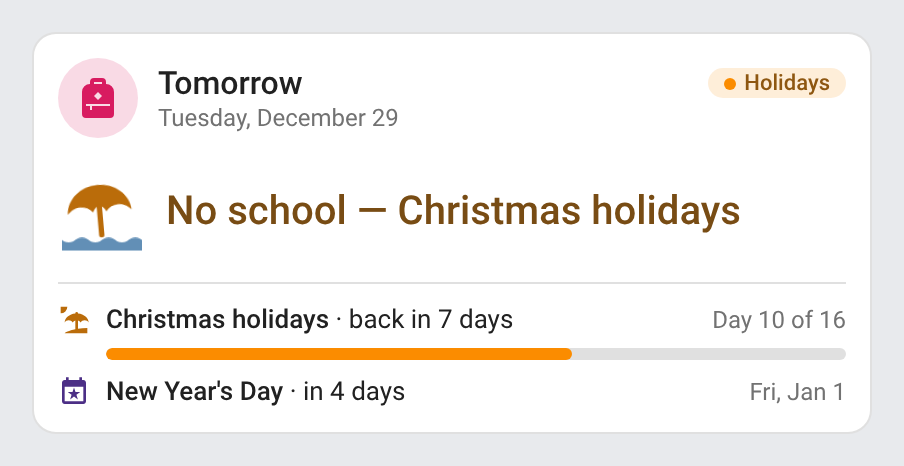 Tomorrow
Holidays
Tuesday, December 29
No school — Christmas holidays
Christmas holidays · back in 7 days
Day 10 of 16
New Year's Day · in 4 days
Fri, Jan 1